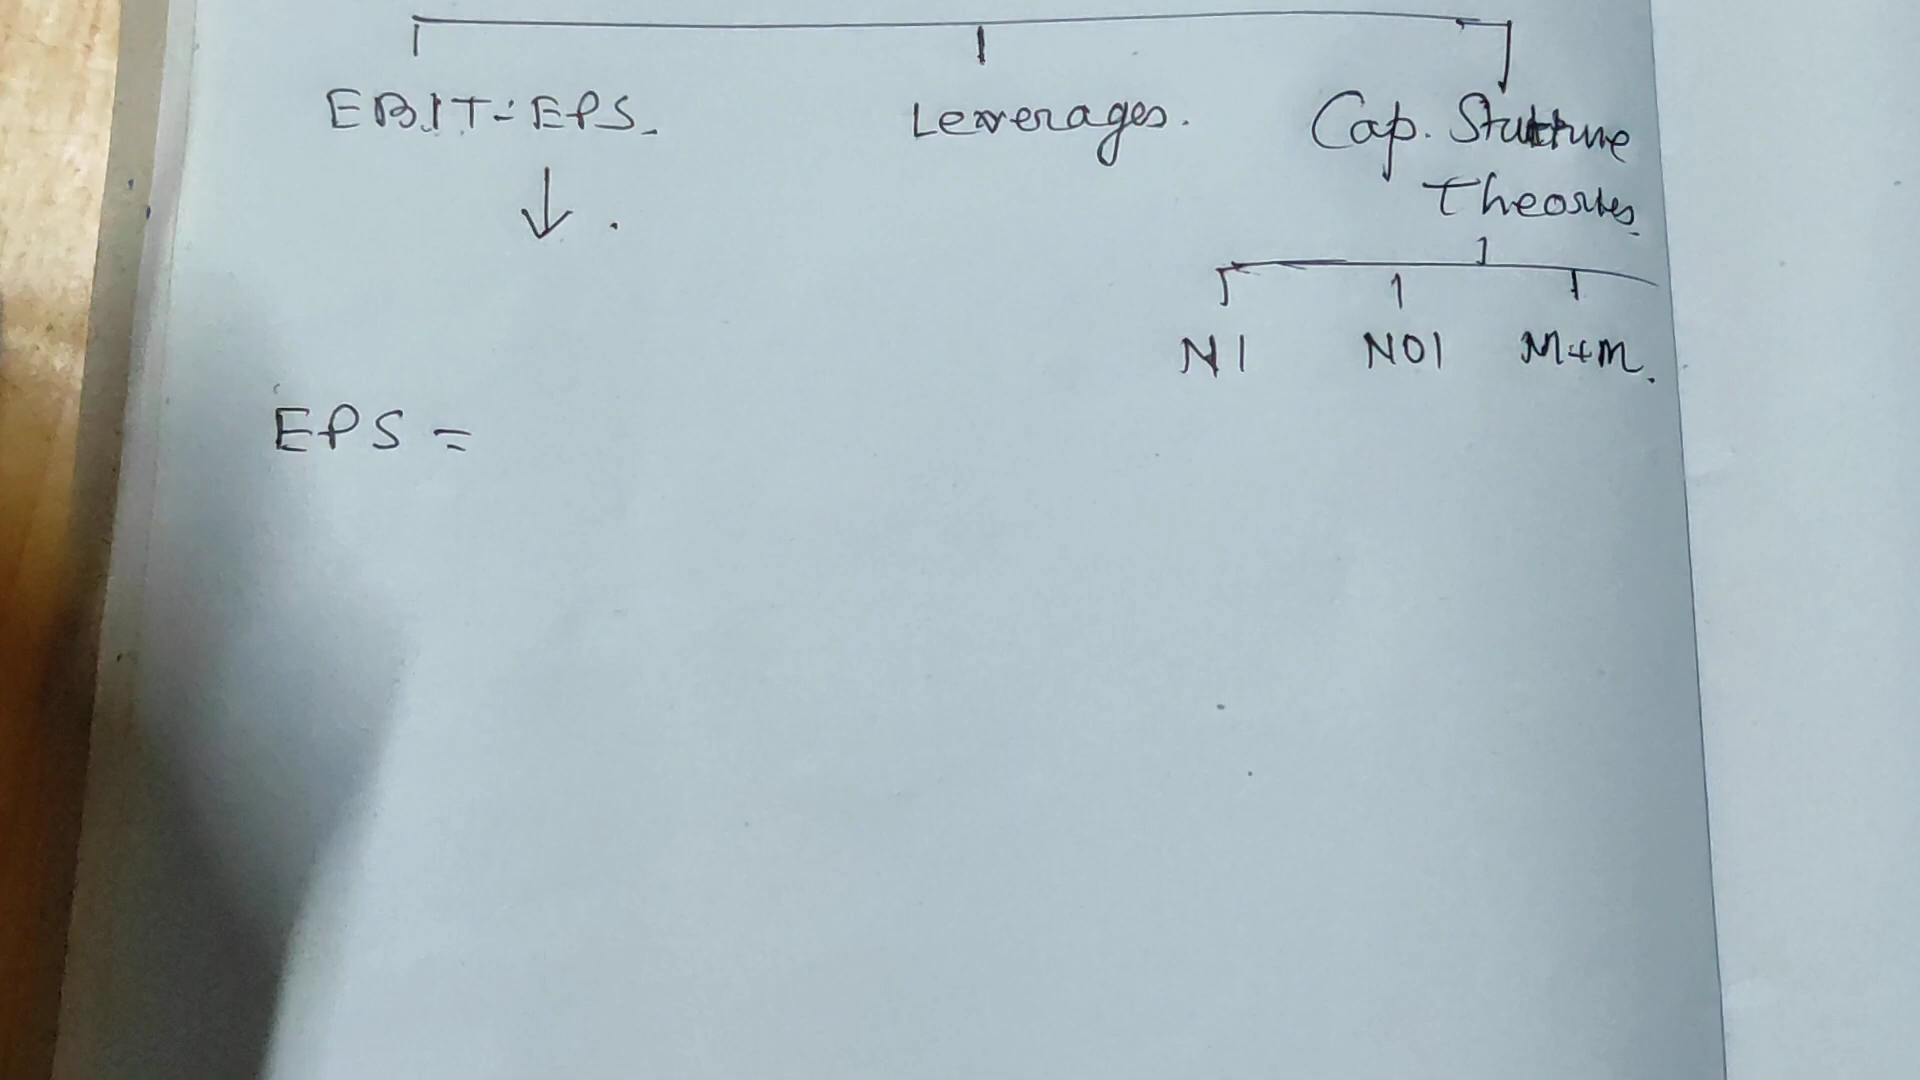 EBIT - EPS. Leverages. Cap. Structure
Theories
NI NOI M+M.
EPS =